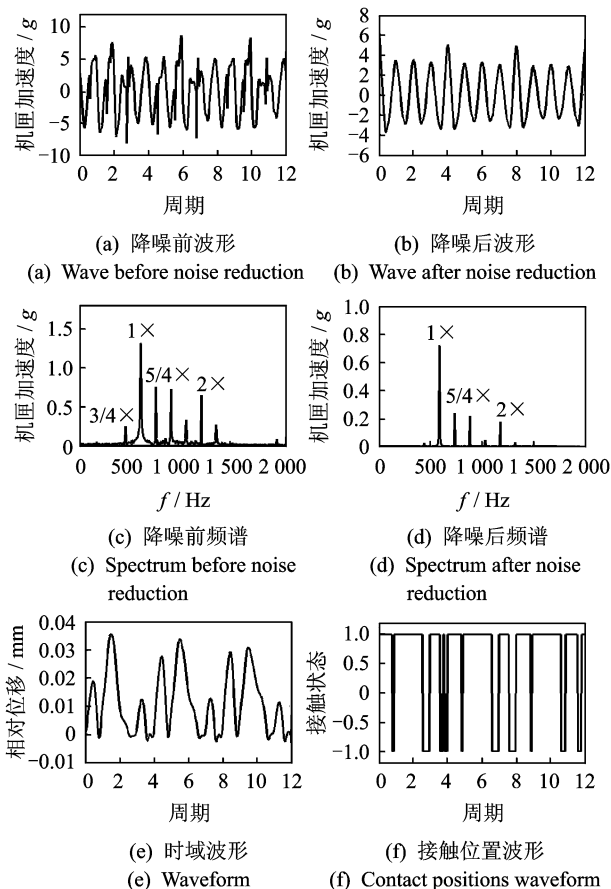 机匣加速度 / g
10
5
0
−5
−10
0 2 4 6 8 10 12
周期
(a) 降噪前波形
(a) Wave before noise reduction
机匣加速度 / g
8
6
4
2
0
−2
−4
−6
0 2 4 6 8 10 12
周期
(b) 降噪后波形
(b) Wave after noise reduction
机匣加速度 / g
1.5
1.0
0.5
0
1×
5/4×
2×
3/4×
0 500 1 000 1 500 2 000
f / Hz
(c) 降噪前频谱
(c) Spectrum before noise
reduction
机匣加速度 / g
1.0
0.8
0.6
0.4
0.2
0
1×
5/4×
2×
0 500 1 000 1 500 2 000
f / Hz
(d) 降噪后频谱
(d) Spectrum after noise
reduction
相对位移 / mm
0.04
0.03
0.02
0.01
0
−0.01
0 2 4 6 8 10 12
周期
(e) 时域波形
(e) Waveform
接触状态
1.0
0.5
0
−0.5
−1.0
0 2 4 6 8 10 12
周期
(f) 接触位置波形
(f) Contact positions waveform